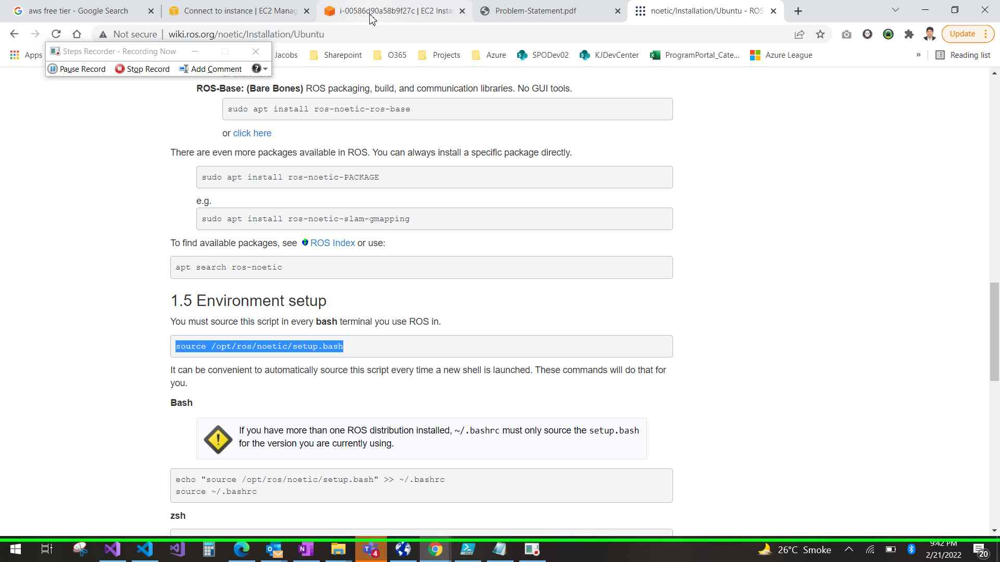 aws free tier - Google Search
Connect to instance | EC2 Manag
i-00586d90a58b9f27c | EC2 Insta
Problem-Statement.pdf
noetic/Installation/Ubuntu - ROS
Not secure | wiki.ros.org/noetic/Installation/Ubuntu
Update
Apps
Jacobs
Sharepoint
O365
Projects
Azure
SPODev02
KJDevCenter
ProgramPortal_Cate...
Azure League
»
Reading list
Steps Recorder - Recording Now
Pause Record
Stop Record
Add Comment
ROS-Base: (Bare Bones) ROS packaging, build, and communication libraries. No GUI tools.
sudo apt install ros-noetic-ros-base
or click here
There are even more packages available in ROS. You can always install a specific package directly.
sudo apt install ros-noetic-PACKAGE
e.g.
sudo apt install ros-noetic-slam-gmapping
To find available packages, see ROS Index or use:
apt search ros-noetic
1.5 Environment setup
You must source this script in every bash terminal you use ROS in.
source /opt/ros/noetic/setup.bash
It can be convenient to automatically source this script every time a new shell is launched. These commands will do that for
you.
Bash
If you have more than one ROS distribution installed, ~/.bashrc must only source the setup.bash
for the version you are currently using.
echo "source /opt/ros/noetic/setup.bash" >> ~/.bashrc
source ~/.bashrc
zsh
4
26°C Smoke
9:42 PM
2/21/2022
20